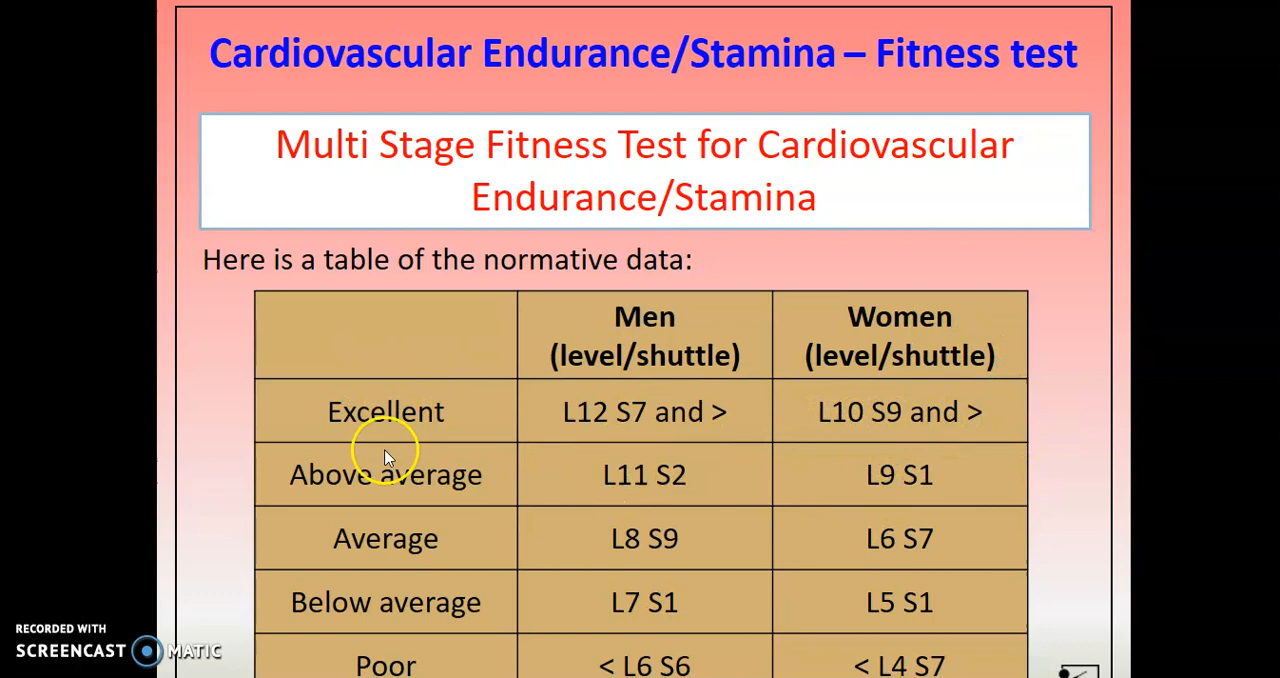 Cardiovascular Endurance/Stamina – Fitness test
Multi Stage Fitness Test for Cardiovascular
Endurance/Stamina
Here is a table of the normative data:
Men (level/shuttle) Women (level/shuttle)
Excellent L12 S7 and > L10 S9 and >
Above average L11 S2 L9 S1
Average L8 S9 L6 S7
Below average L7 S1 L5 S1
Poor < L6 S6 < L4 S7
RECORDED WITH
SCREENCAST MATIC